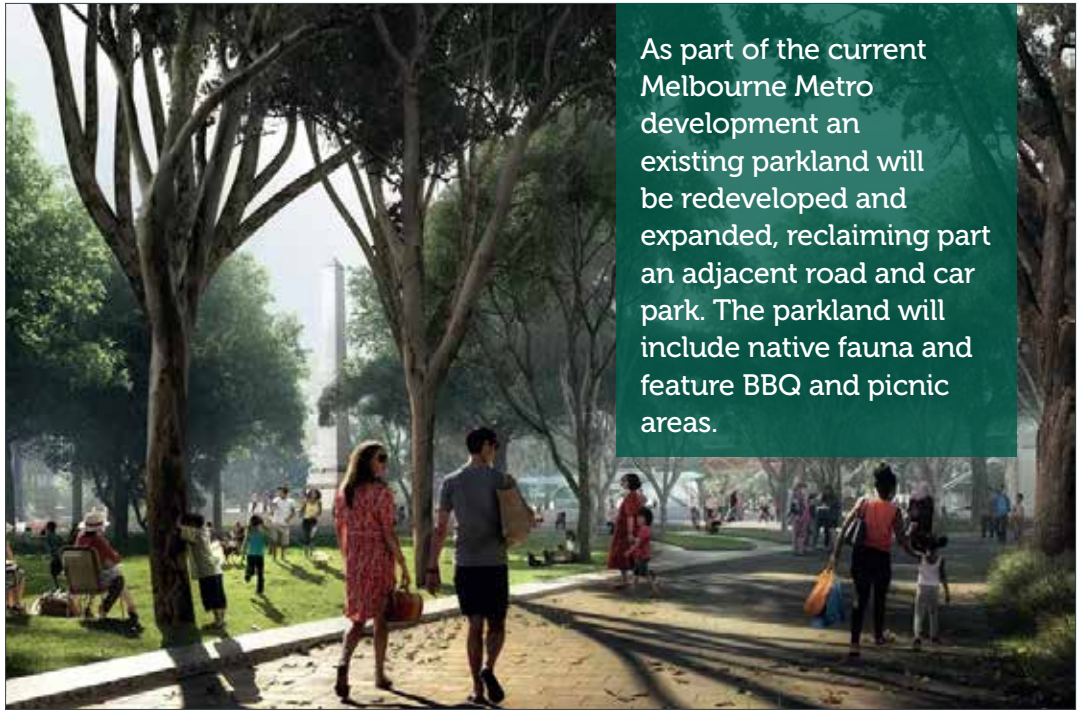 As part of the current
Melbourne Metro
development an
existing parkland will
be redeveloped and
expanded, reclaiming part
an adjacent road and car
park. The parkland will
include native fauna and
feature BBQ and picnic
areas.